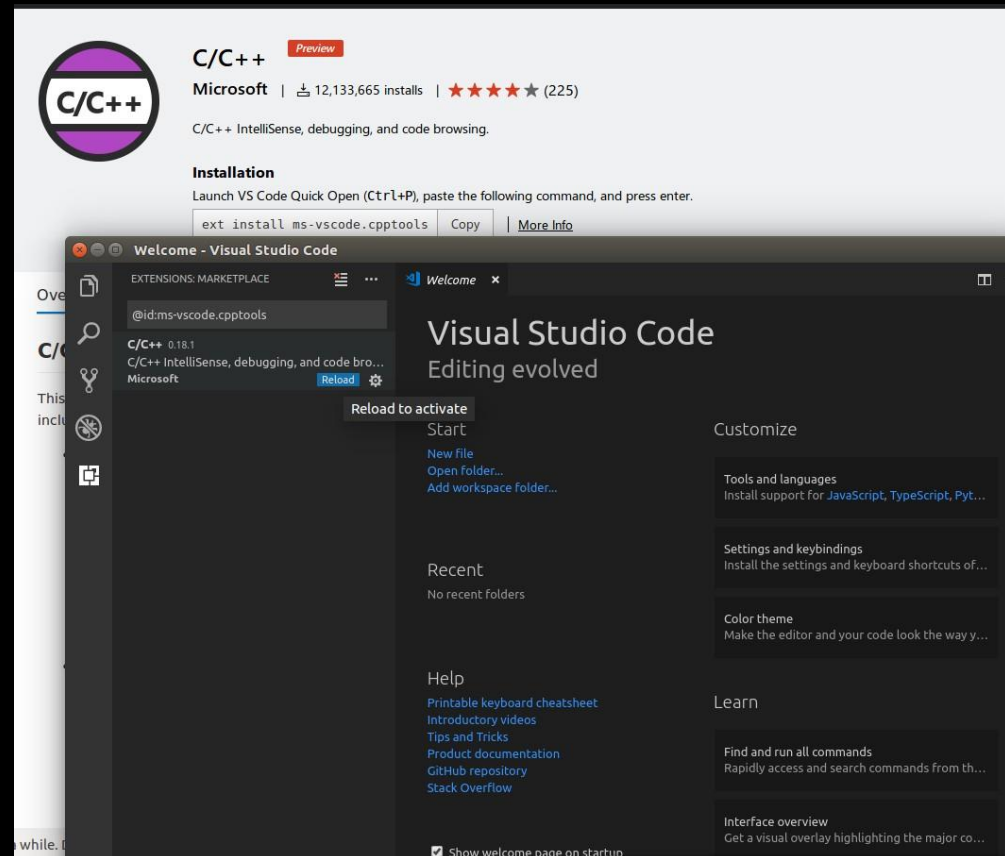 C/C++
C/C++ Preview
Microsoft | 12,133,665 installs | (225)
C/C++ IntelliSense, debugging, and code browsing.
Installation
Launch VS Code Quick Open (Ctrl+P), paste the following command, and press enter.
ext install ms-vscode.cpptools Copy | More Info
Welcome - Visual Studio Code
EXTENSIONS: MARKETPLACE
@id:ms-vscode.cpptools
C/C++ 0.18.1
C/C++ IntelliSense, debugging, and code bro...
Microsoft Reload
Reload to activate
Welcome
Visual Studio Code
Editing evolved
Start
New file
Open folder...
Add workspace folder...
Recent
No recent folders
Help
Printable keyboard cheatsheet
Introductory videos
Tips and Tricks
Product documentation
GitHub repository
Stack Overflow
Show welcome page on startup
Customize
Tools and languages
Install support for JavaScript, TypeScript, Pyt...
Settings and keybindings
Install the settings and keyboard shortcuts of...
Color theme
Make the editor and your code look the way y...
Learn
Find and run all commands
Rapidly access and search commands from th...
Interface overview
Get a visual overlay highlighting the major co...
This
while.